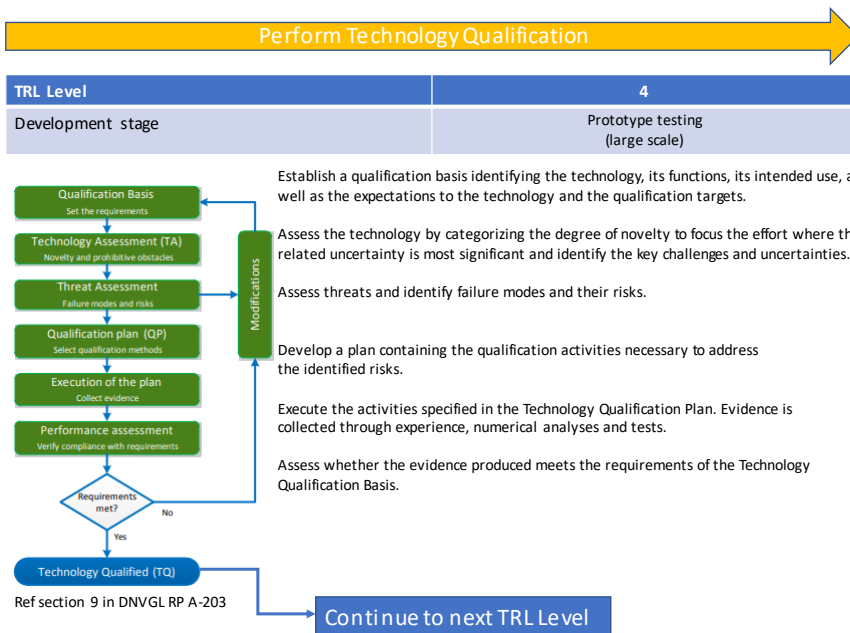 Perform Technology Qualification
TRL Level 4
Development stage Prototype testing
(large scale)
Establish a qualification basis identifying the technology, its functions, its intended use, a
well as the expectations to the technology and the qualification targets.
Assess the technology by categorizing the degree of novelty to focus the effort where th
related uncertainty is most significant and identify the key challenges and uncertainties.
Assess threats and identify failure modes and their risks.
Develop a plan containing the qualification activities necessary to address
the identified risks.
Execute the activities specified in the Technology Qualification Plan. Evidence is
collected through experience, numerical analyses and tests.
Assess whether the evidence produced meets the requirements of the Technology
Qualification Basis.
Qualification Basis
Set the requirements
Technology Assessment (TA)
Novelty and prohibitive obstacles
Threat Assessment
Failure modes and risks
Qualification plan (QP)
Select qualification methods
Execution of the plan
Collect evidence
Performance assessment
Verify compliance with requirements
Modifications
Requirements
met?
No
Yes
Technology Qualified (TQ)
Ref section 9 in DNVGL RP A-203
Continue to next TRL Level